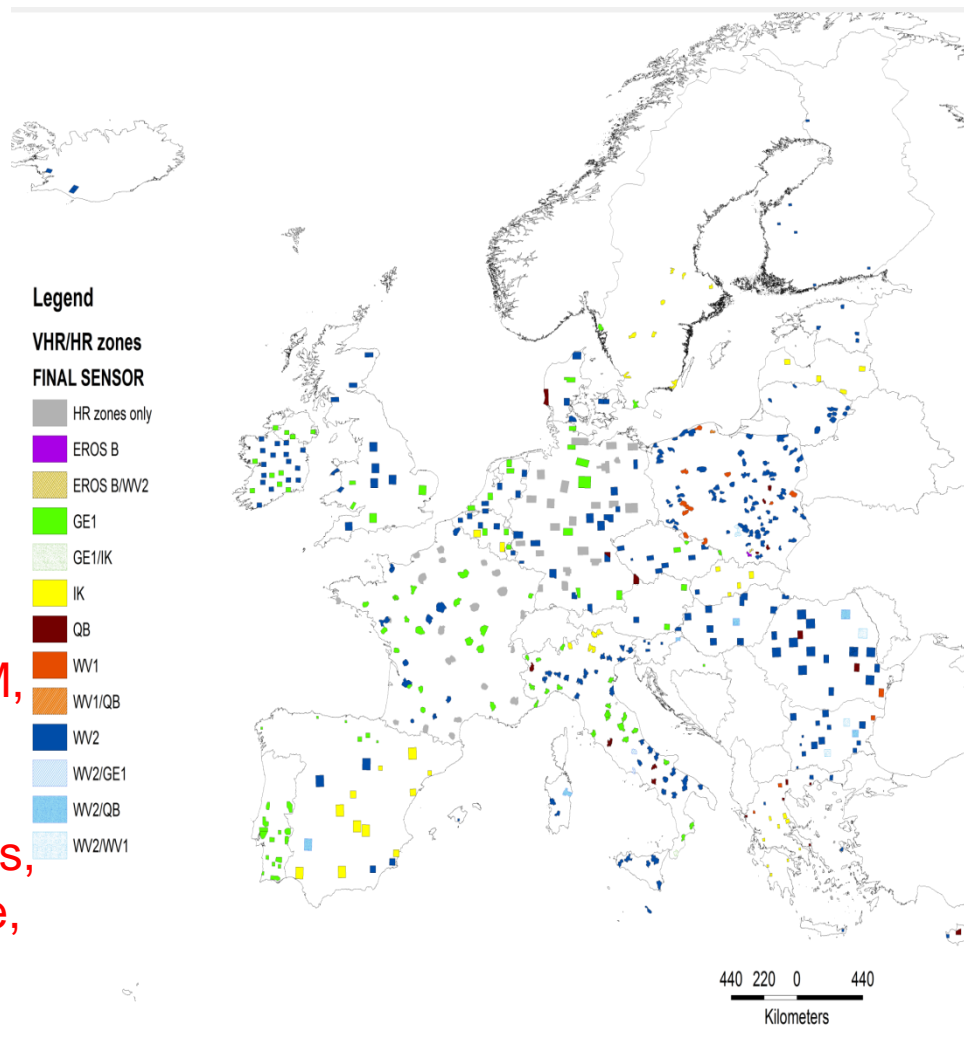 Legend
VHR/HR zones
FINAL SENSOR
HR zones only
EROS B
EROS B/WV2
GE1
GE1/IK
IK
QB
WV1
WV1/QB
WV2
WV2/GE1
WV2/QB
WV2/WV1
,
s,
,
440 220 0 440
Kilometers